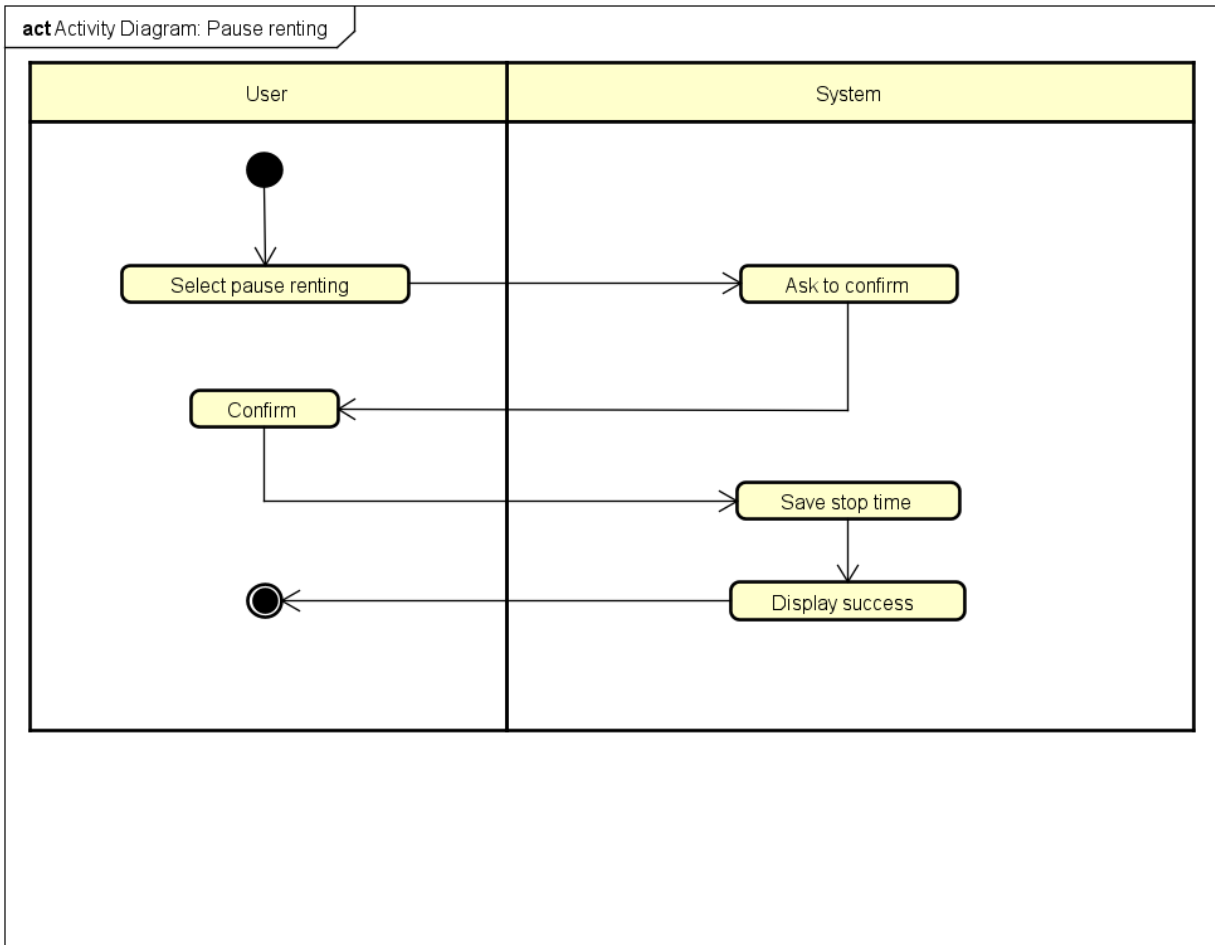 act Activity Diagram: Pause renting
User
System
Select pause renting
Ask to confirm
Confirm
Save stop time
Display success